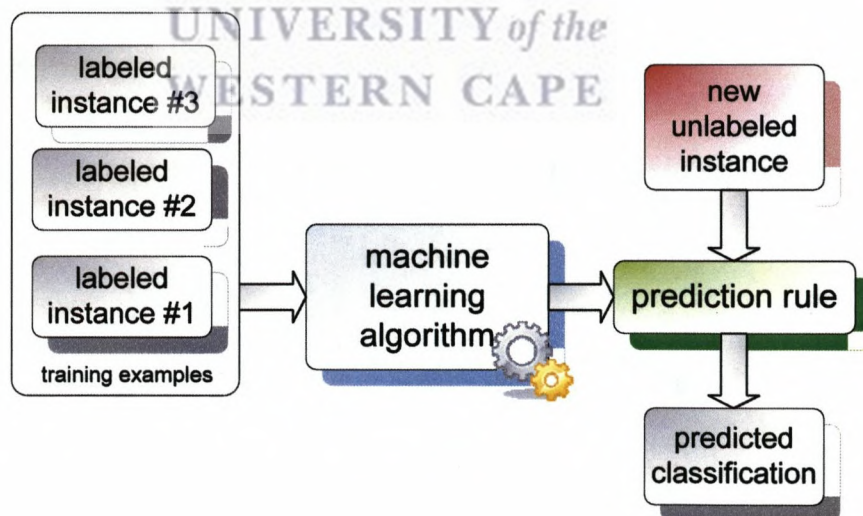 UNIVERSITY of the
WESTERN CAPE
labeled
instance #3
labeled
instance #2
labeled
instance #1
training examples
machine
learning
algorithm
new
unlabeled
instance
prediction rule
predicted
classification